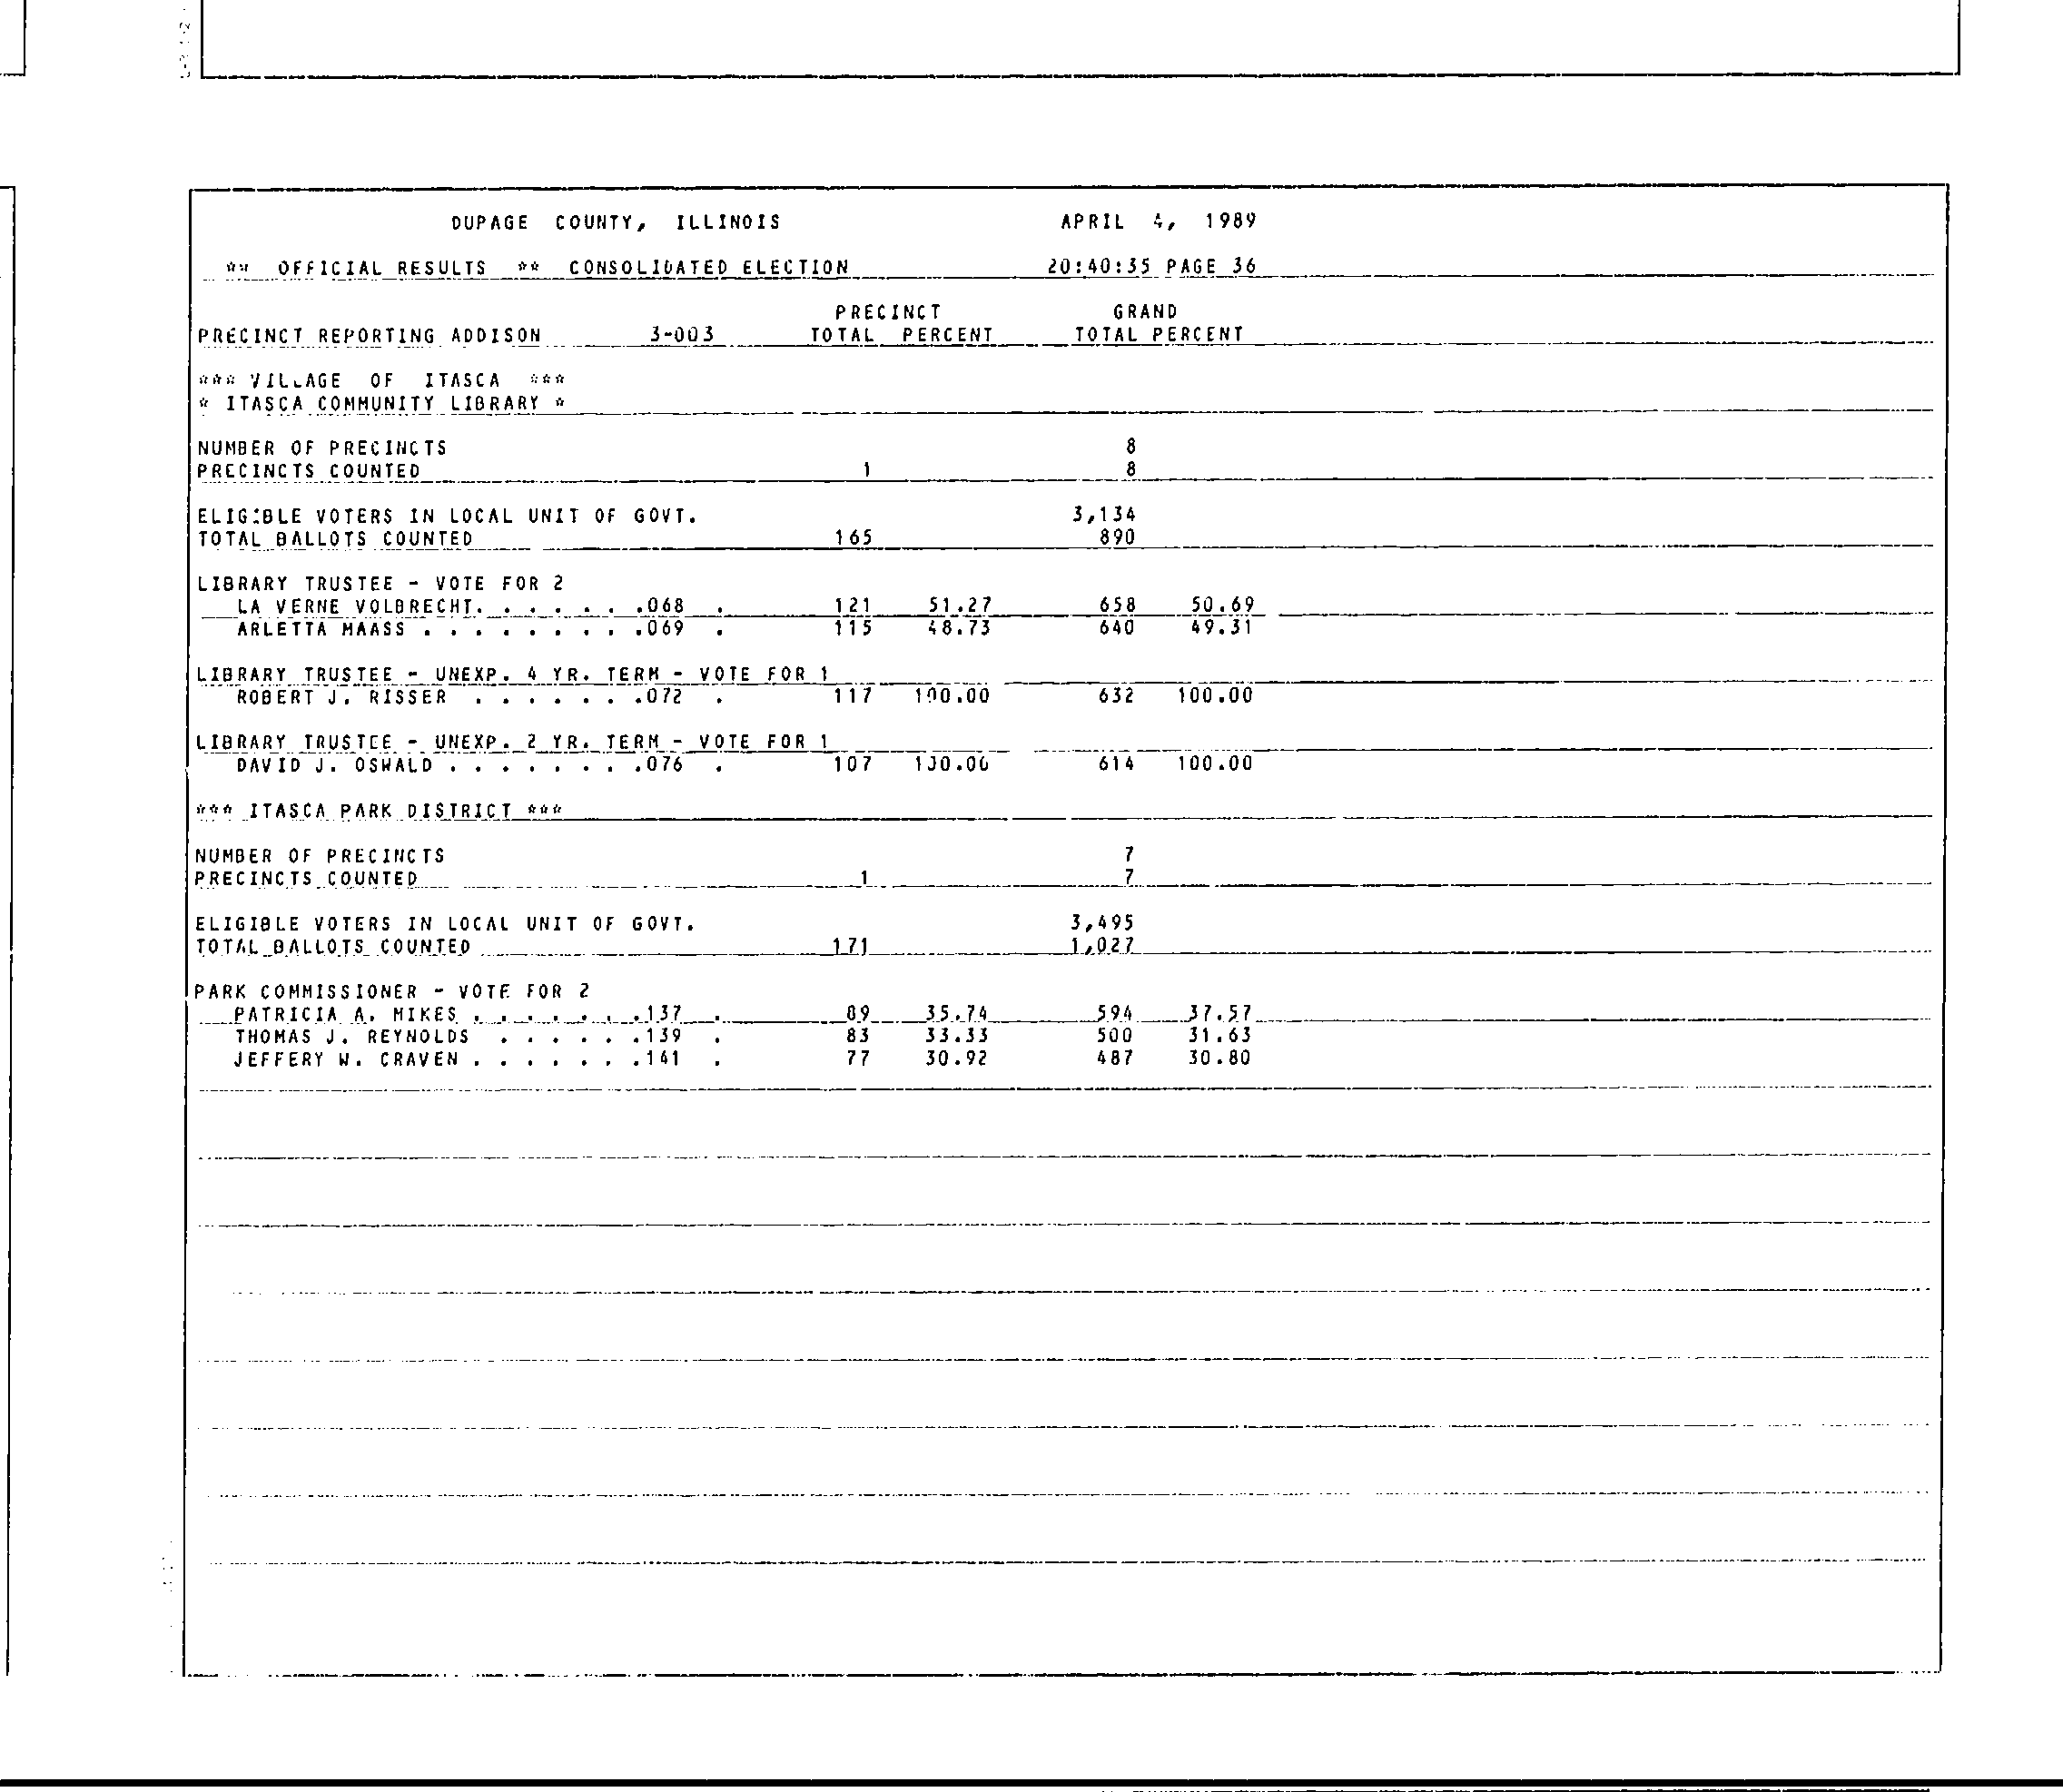 DUPAGE COUNTY, ILLINOIS APRIL 4, 1989
** OFFICIAL RESULTS ** CONSOLIDATED ELECTION 20:40:35 PAGE 36
PRECINCT GRAND
PRECINCT REPORTING ADDISON 3-003 TOTAL PERCENT TOTAL PERCENT
*** VILLAGE OF ITASCA ***
* ITASCA COMMUNITY LIBRARY *
NUMBER OF PRECINCTS 8
PRECINCTS COUNTED 1 8
ELIGIBLE VOTERS IN LOCAL UNIT OF GOVT. 3,134
TOTAL BALLOTS COUNTED 165 890
LIBRARY TRUSTEE - VOTE FOR 2
LA VERNE VOLBRECHT. . . . . . .068 . 121 51.27 658 50.69
ARLETTA MAASS . . . . . . . . .069 . 115 48.73 640 49.31
LIBRARY TRUSTEE - UNEXP. 4 YR. TERM - VOTE FOR 1
ROBERT J. RISSER . . . . . . .072 . 117 100.00 632 100.00
LIBRARY TRUSTEE - UNEXP. 2 YR. TERM - VOTE FOR 1
DAVID J. OSWALD . . . . . . . .076 . 107 100.00 614 100.00
*** ITASCA PARK DISTRICT ***
NUMBER OF PRECINCTS 7
PRECINCTS COUNTED 1 7
ELIGIBLE VOTERS IN LOCAL UNIT OF GOVT. 3,495
TOTAL BALLOTS COUNTED 171 1,027
PARK COMMISSIONER - VOTE FOR 2
PATRICIA A. MIKES . . . . . . .137 . 89 35.74 594 37.57
THOMAS J. REYNOLDS . . . . . .139 . 83 33.33 500 31.63
JEFFERY W. CRAVEN . . . . . . .141 . 77 30.92 487 30.80